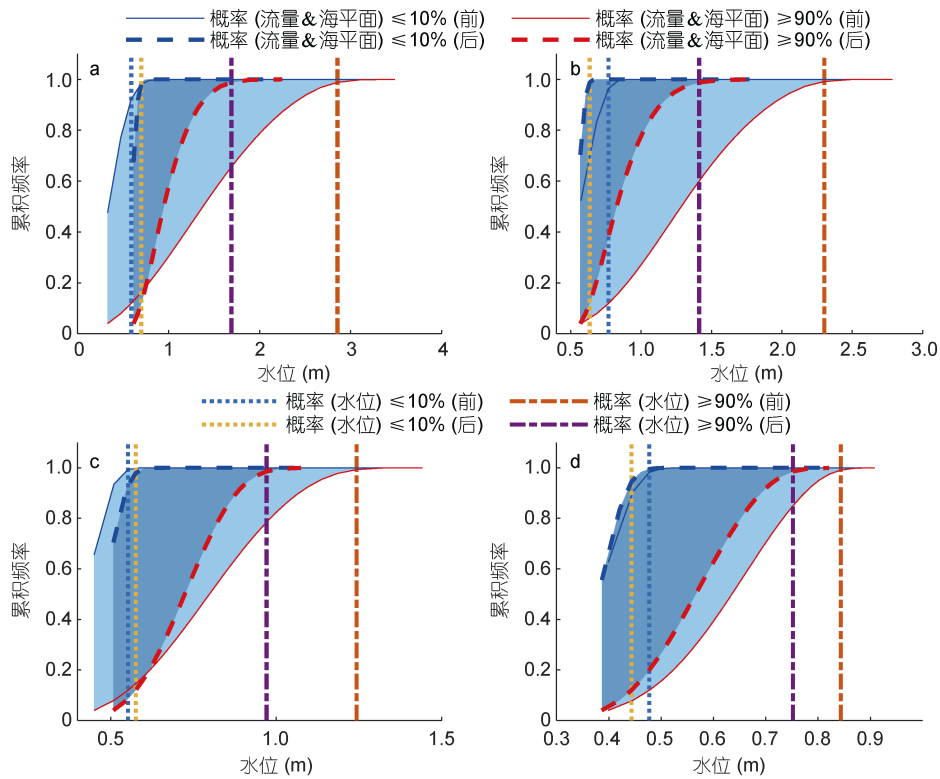 概率 (流量&海平面) ≤10% (前)
概率 (流量&海平面) ≥90% (前)
概率 (流量&海平面) ≤10% (后)
概率 (流量&海平面) ≥90% (后)
a
1.0
0.8
0.6
0.4
0.2
0
累积频率
0 1 2 3 4
水位 (m)
b
1.0
0.8
0.6
0.4
0.2
0
累积频率
0.5 1.0 1.5 2.0 2.5 3.0
水位 (m)
概率 (水位) ≤10% (前)
概率 (水位) ≥90% (前)
概率 (水位) ≤10% (后)
概率 (水位) ≥90% (后)
c
1.0
0.8
0.6
0.4
0.2
0
累积频率
0.5 1.0 1.5
水位 (m)
d
1.0
0.8
0.6
0.4
0.2
0
累积频率
0.3 0.4 0.5 0.6 0.7 0.8 0.9
水位 (m)